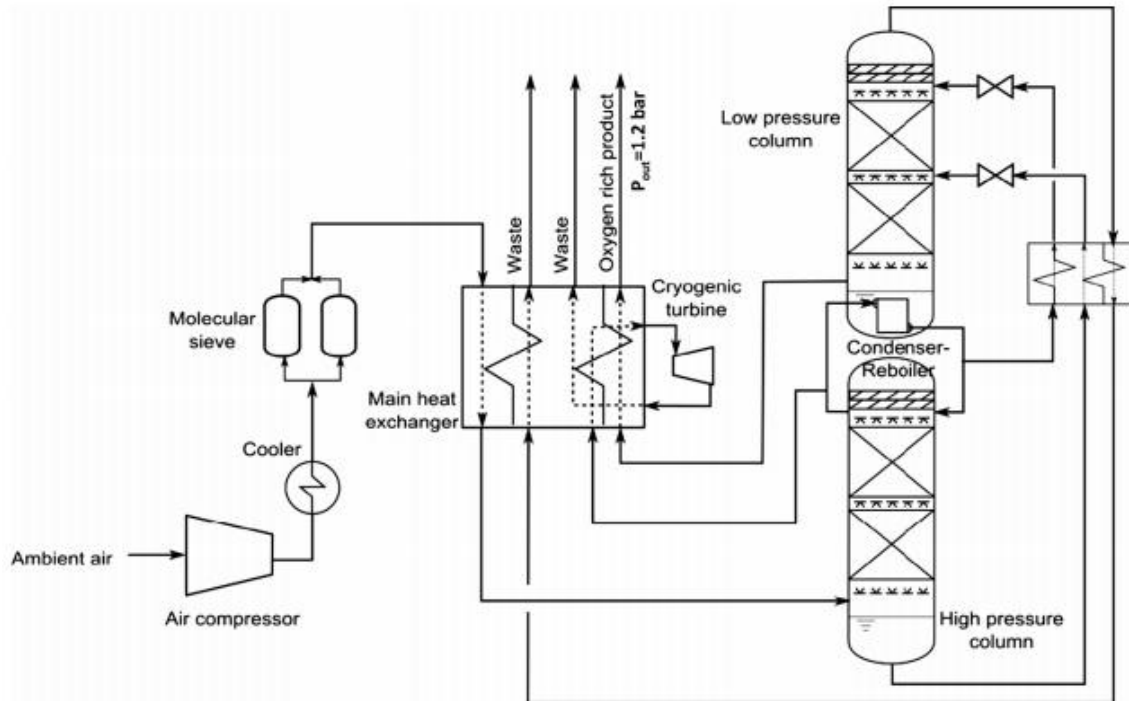 Low pressure
column
Waste
Waste
Oxygen rich product
P_out=1.2 bar
Cryogenic
turbine
Molecular
sieve
Condenser-
Reboiler
Main heat
exchanger
Cooler
Ambient air
Air compressor
High pressure
column